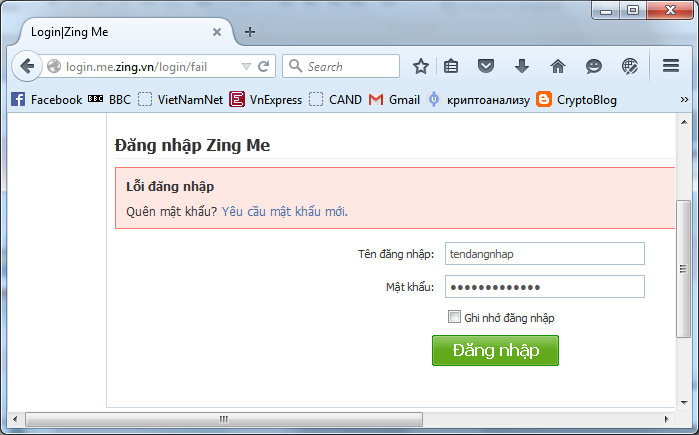 Login|Zing Me
login.me.zing.vn/login/fail
Search
Facebook BBC VietNamNet VnExpress CAND Gmail криптоанализу CryptoBlog
Đăng nhập Zing Me
Lỗi đăng nhập
Quên mật khẩu? Yêu cầu mật khẩu mới.
Tên đăng nhập: tendangnhap
Mật khẩu: •••••••••••••
Ghi nhớ đăng nhập
Đăng nhập